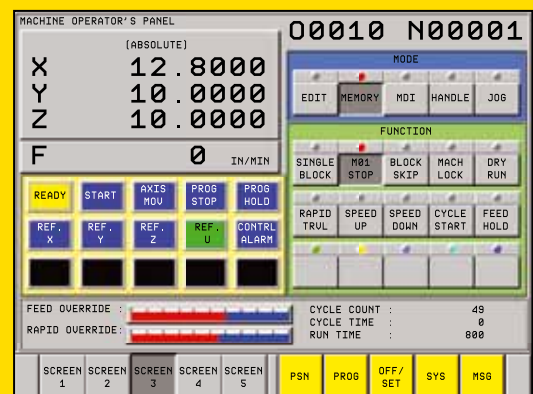 MACHINE OPERATOR'S PANEL
O0010 N00001
(ABSOLUTE)
X 12.8000
Y 10.0000
Z 10.0000
F 0 IN/MIN
MODE
EDIT MEMORY MDI HANDLE JOG
FUNCTION
SINGLE BLOCK M01 STOP BLOCK SKIP MACH LOCK DRY RUN
RAPID TRVL SPEED UP SPEED DOWN CYCLE START FEED HOLD
READY START AXIS MOV PROG STOP PROG HOLD
REF. X REF. Y REF. Z REF. U CONTRL ALARM
FEED OVERRIDE :
RAPID OVERRIDE:
CYCLE COUNT : 49
CYCLE TIME : 0
RUN TIME : 800
SCREEN 1 SCREEN 2 SCREEN 3 SCREEN 4 SCREEN 5 PSN PROG OFF/SET SYS MSG